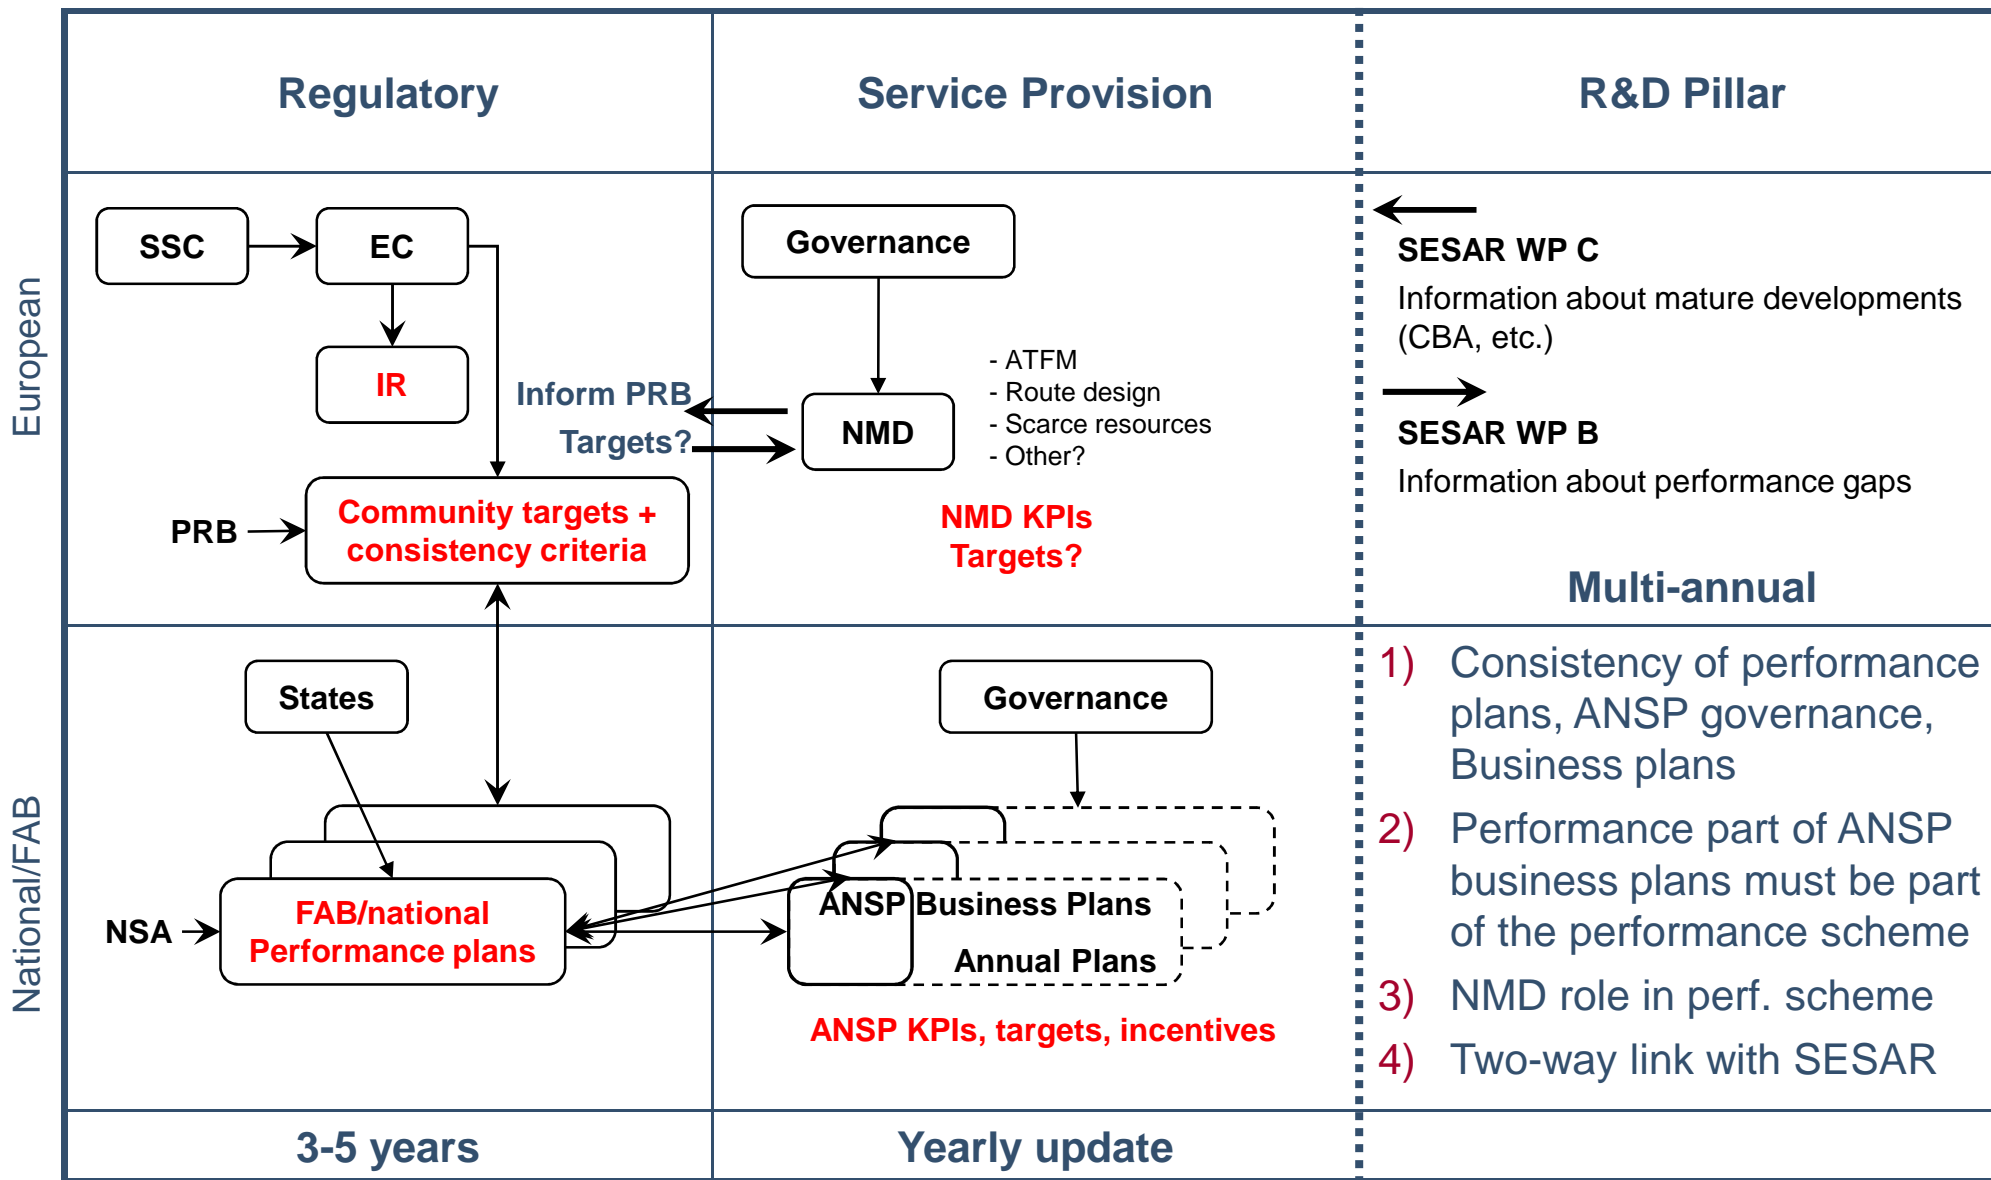 Regulatory
Service Provision
R&D Pillar
European
SSC
EC
IR
PRB
Community targets +
consistency criteria
Inform PRB
Targets?
Governance
NMD
- ATFM
- Route design
- Scarce resources
- Other?
NMD KPIs
Targets?
SESAR WP C
Information about mature developments
(CBA, etc.)
SESAR WP B
Information about performance gaps
Multi-annual
National/FAB
States
NSA
FAB/national
Performance plans
Governance
ANSP Business Plans
Annual Plans
ANSP KPIs, targets, incentives
1) Consistency of performance
plans, ANSP governance,
Business plans
2) Performance part of ANSP
business plans must be part
of the performance scheme
3) NMD role in perf. scheme
4) Two-way link with SESAR
3-5 years
Yearly update